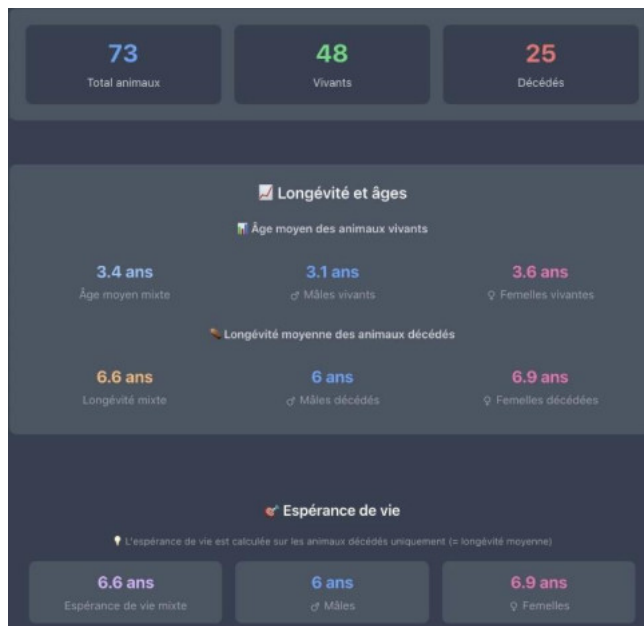 73
Total animaux
48
Vivants
25
Décédés
Longévité et âges
Âge moyen des animaux vivants
3.4 ans
Âge moyen mixte
3.1 ans
♂ Mâles vivants
3.6 ans
♀ Femelles vivantes
Longévité moyenne des animaux décédés
6.6 ans
Longévité mixte
6 ans
♂ Mâles décédés
6.9 ans
♀ Femelles décédées
Espérance de vie
L'espérance de vie est calculée sur les animaux décédés uniquement (= longévité moyenne)
6.6 ans
Espérance de vie mixte
6 ans
♂ Mâles
6.9 ans
♀ Femelles